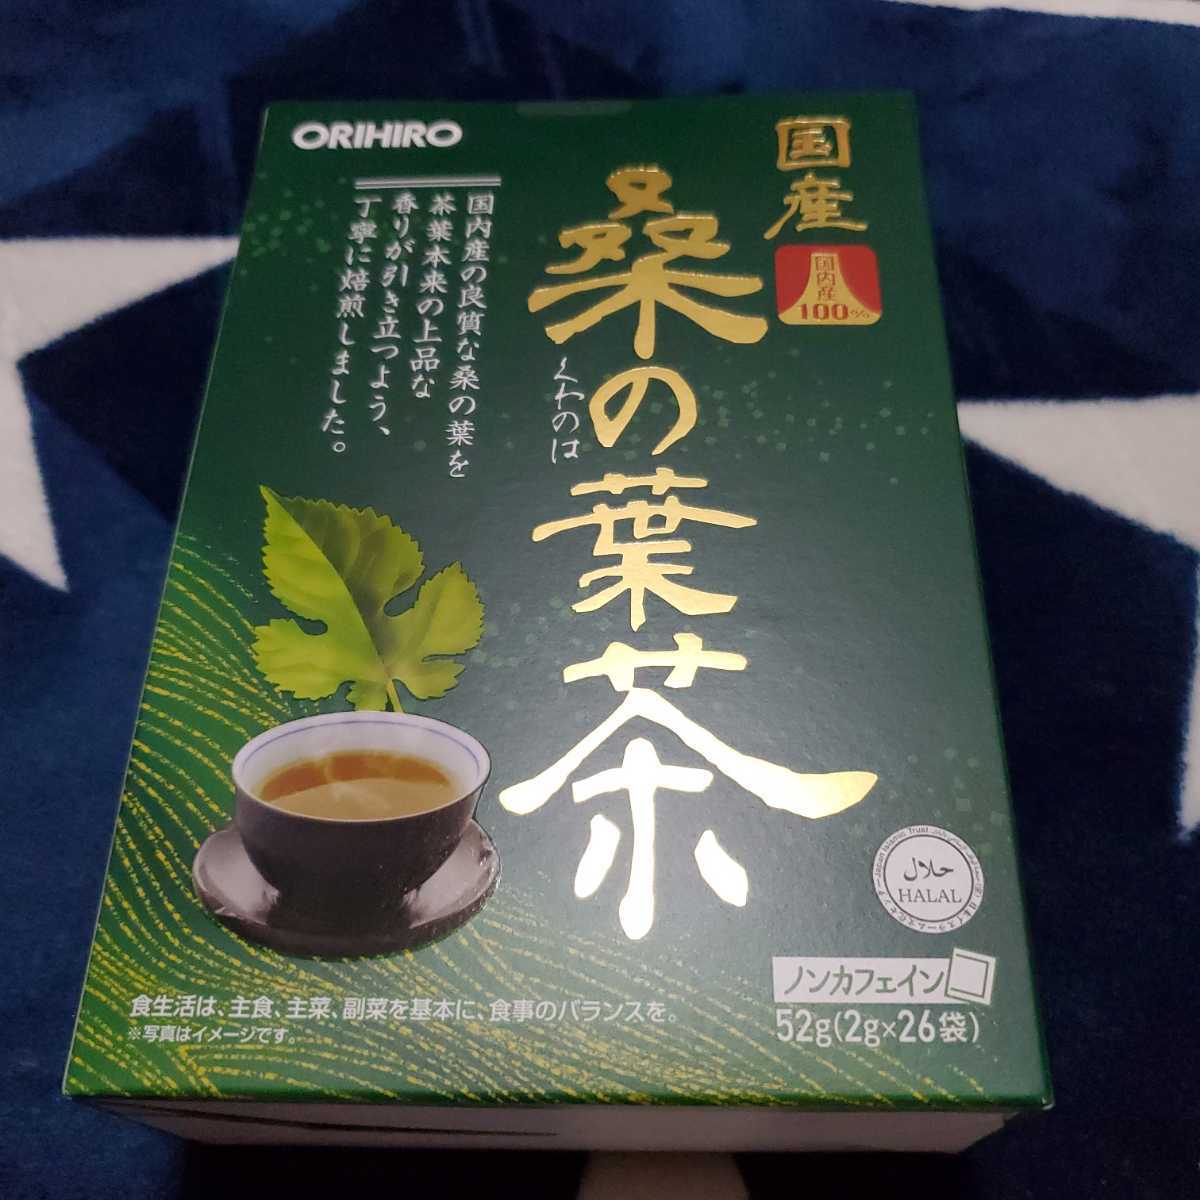 ORIHIRO
国産
国内産
100%
桑の葉茶
くわのは
国内産の良質な桑の葉を
茶葉本来の上品な
香りが引き立つよう、
丁寧に焙煎しました。
Japan Islamic Trust
حلال
HALAL
ノンカフェイン
52g(2g×26袋)
食生活は、主食、主菜、副菜を基本に、食事のバランスを。
※写真はイメージです。